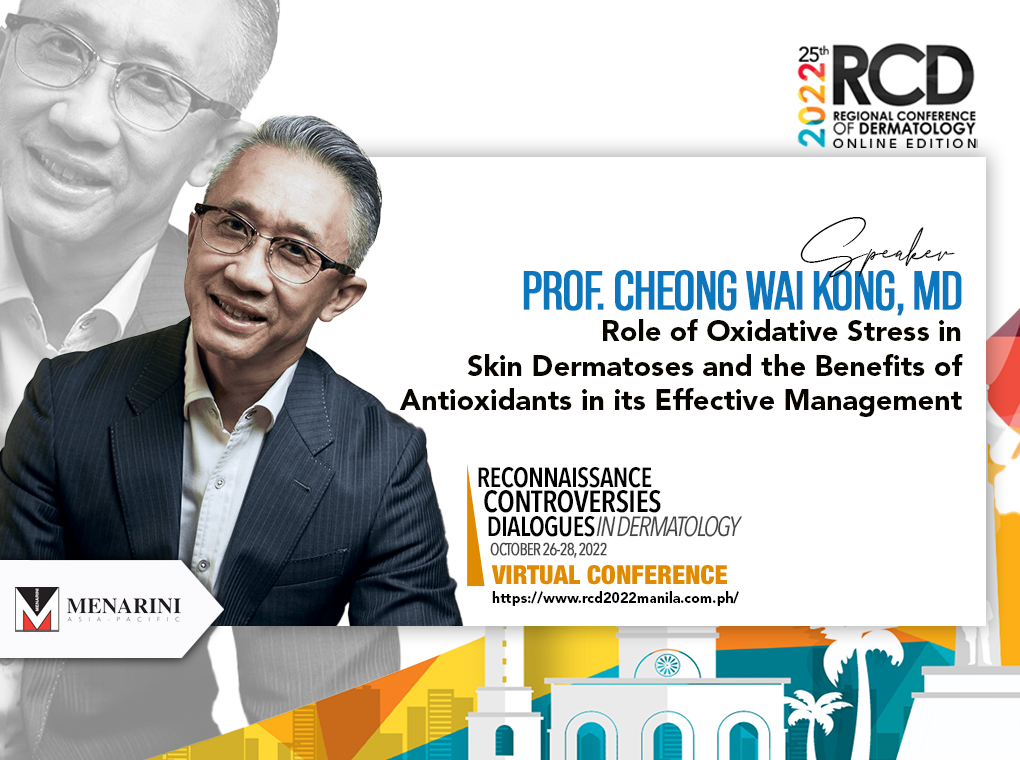 25th
2022
RCD
REGIONAL CONFERENCE
OF DERMATOLOGY
ONLINE EDITION
Speaker
PROF. CHEONG WAI KONG, MD
Role of Oxidative Stress in
Skin Dermatoses and the Benefits of
Antioxidants in its Effective Management
RECONNAISSANCE
CONTROVERSIES
DIALOGUES IN DERMATOLOGY
OCTOBER 26-28, 2022
VIRTUAL CONFERENCE
https://www.rcd2022manila.com.ph/
MENARINI
MENARINI
ASIA-PACIFIC